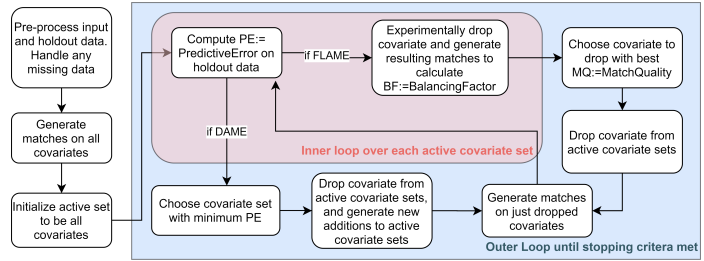 Pre-process input
and holdout data.
Handle any
missing data
Generate
matches on all
covariates
Initialize active set
to be all
covariates
Compute PE:=
PredictiveError on
holdout data
if FLAME
Experimentally drop
covariate and generate
resulting matches to
calculate
BF:=BalancingFactor
Choose covariate to
drop with best
MQ:=MatchQuality
Drop covariate from
active covariate sets
if DAME
Inner loop over each active covariate set
Choose covariate set
with minimum PE
Drop covariate from
active covariate sets,
and generate new
additions to active
covariate sets
Generate matches
on just dropped
covariates
Outer Loop until stopping critera met